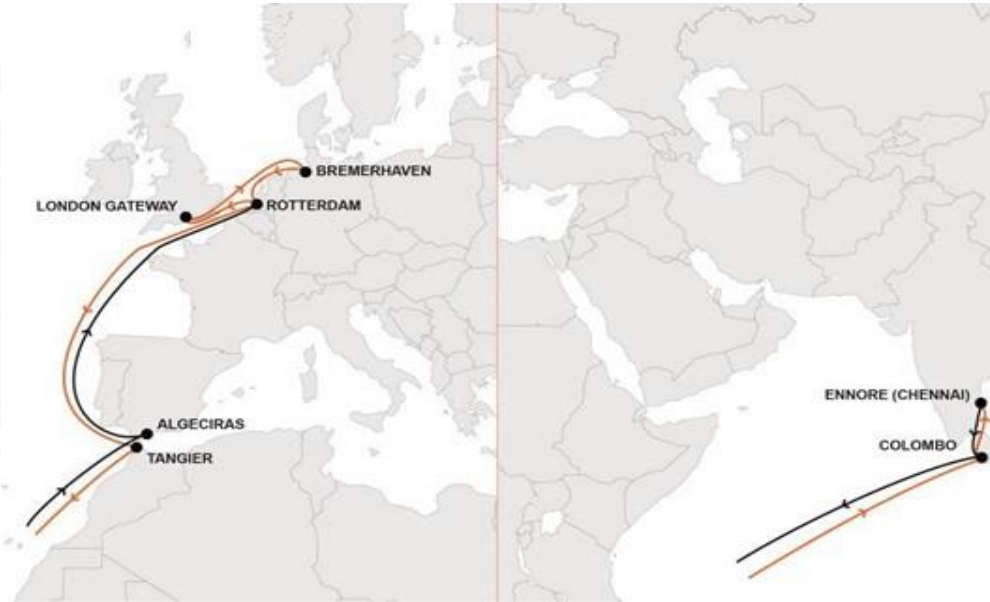 BREMERHAVEN
LONDON GATEWAY
ROTTERDAM
ALGECIRAS
TANGIER
ENNORE (CHENNAI)
COLOMBO